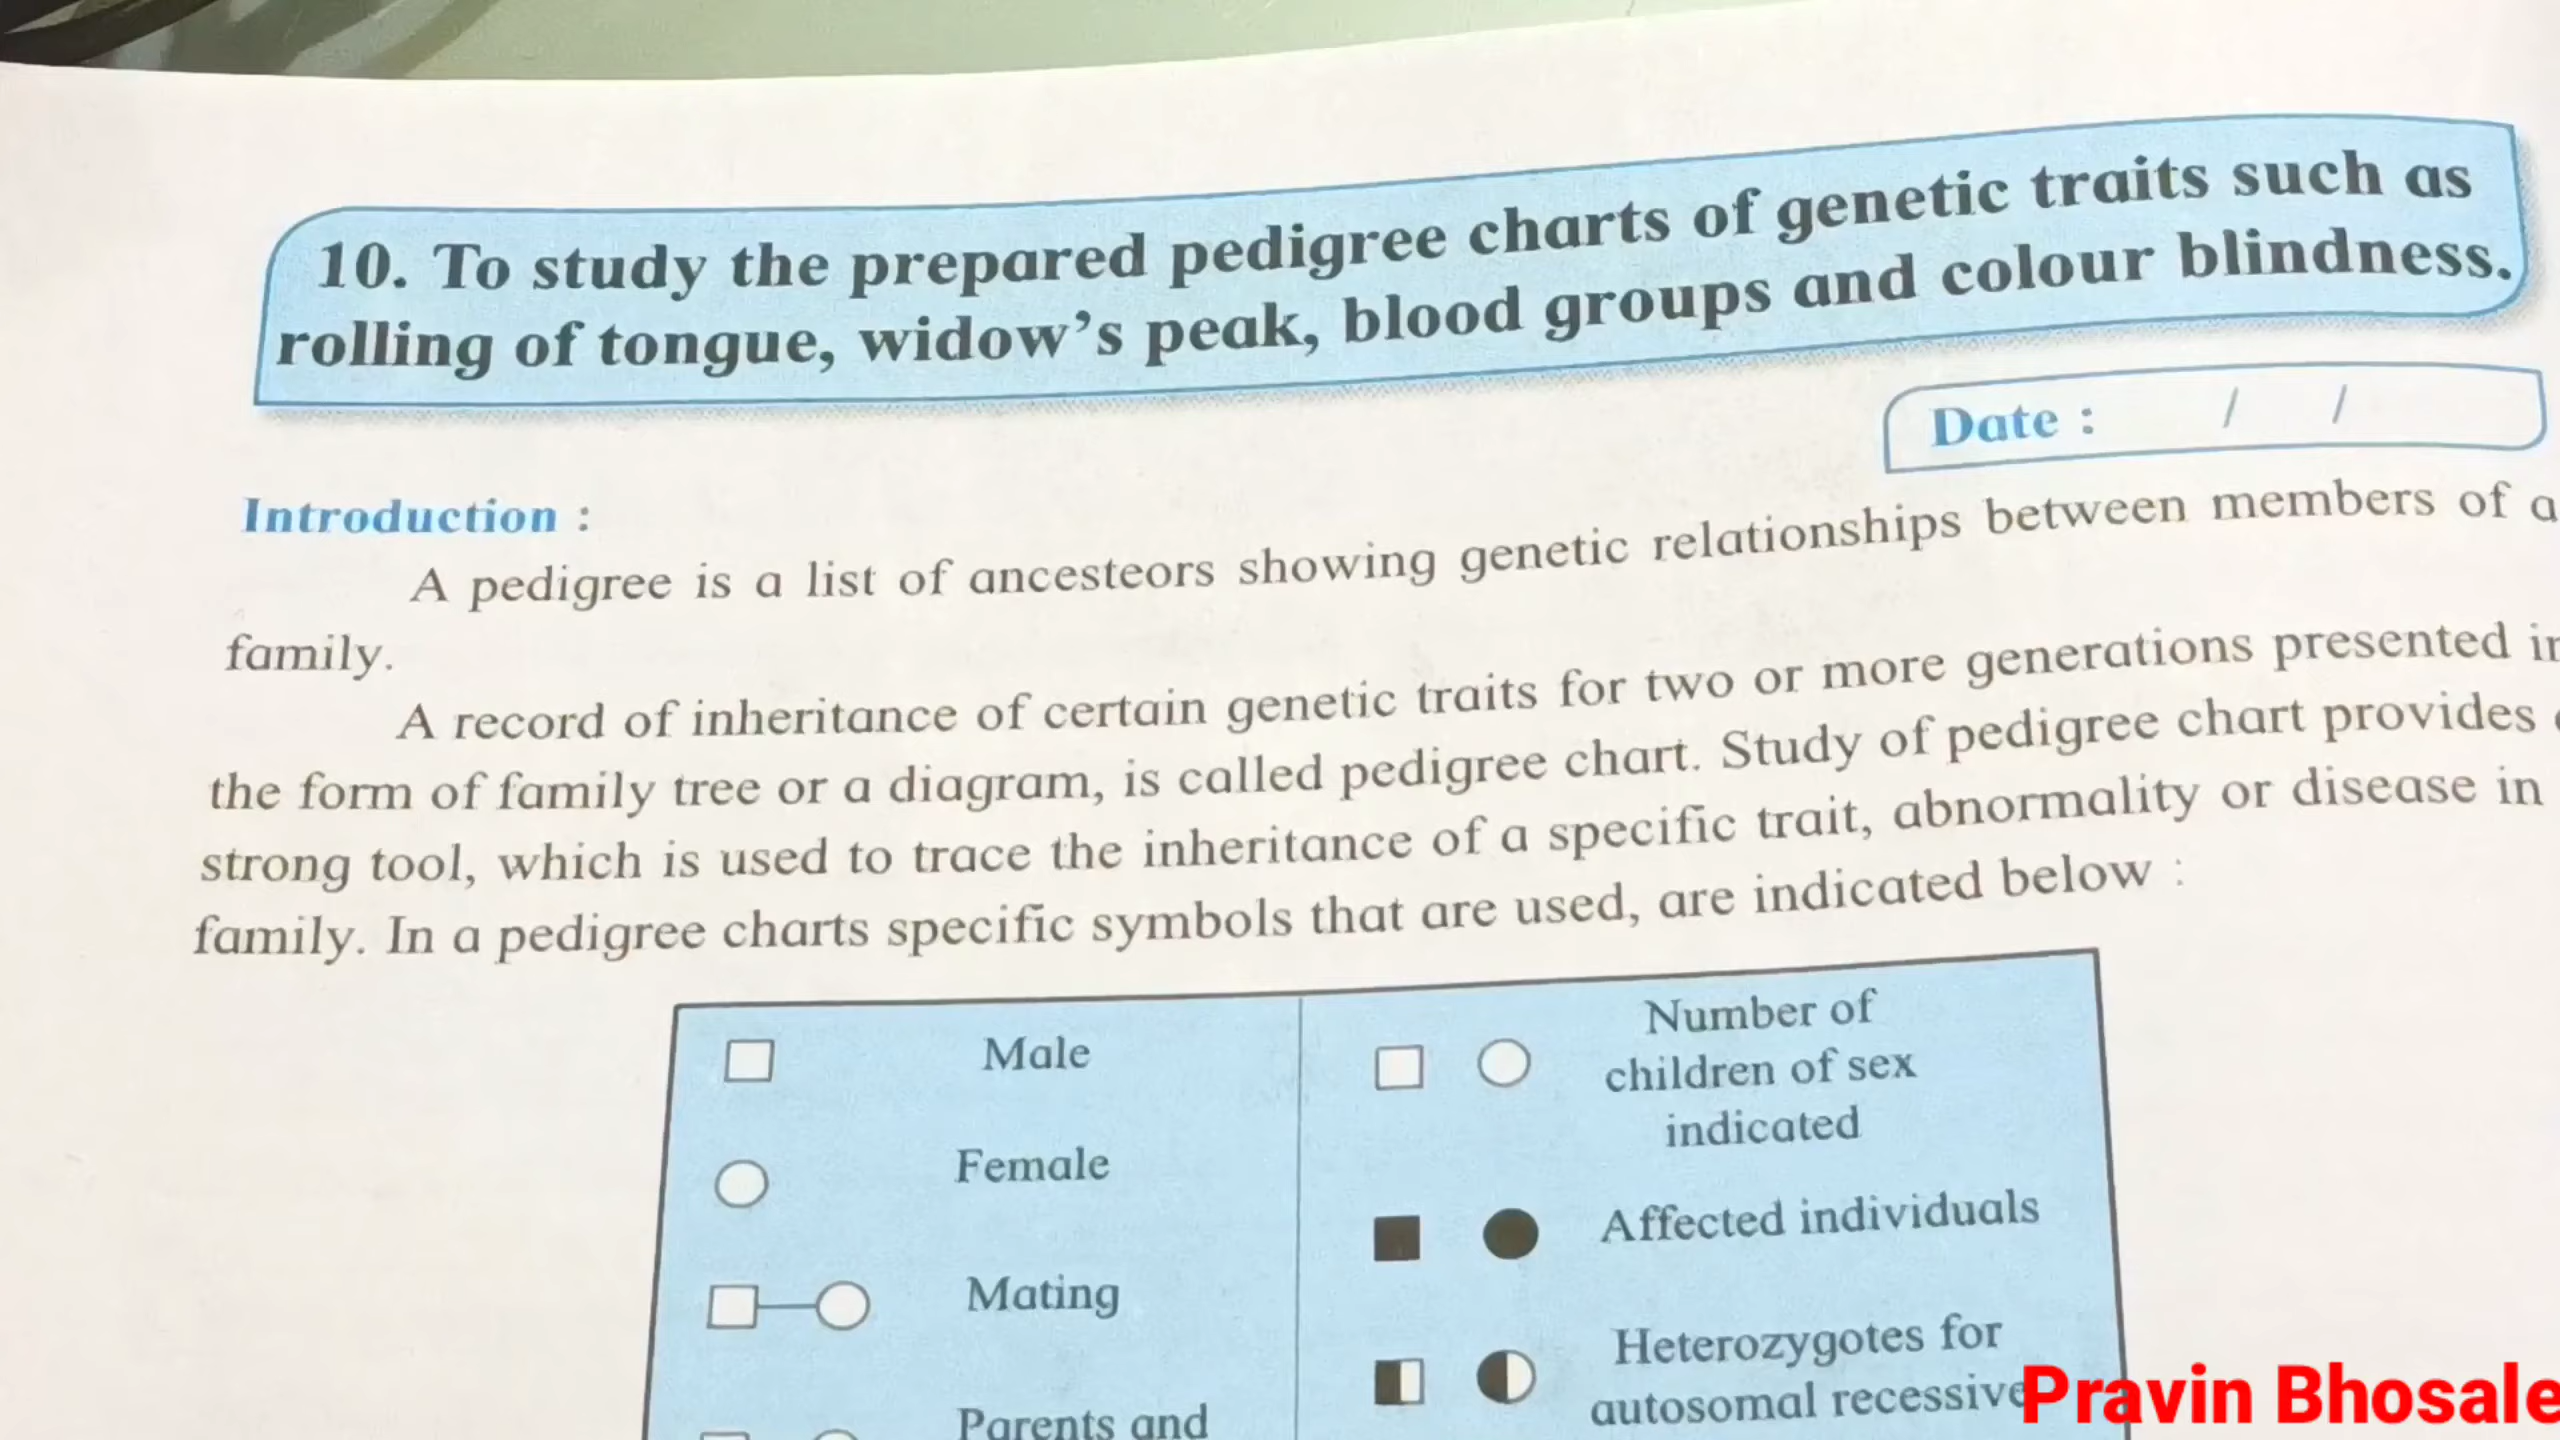 10. To study the prepared pedigree charts of genetic traits such as
rolling of tongue, widow's peak, blood groups and colour blindness.
Date : / /
Introduction :
A pedigree is a list of ancesteors showing genetic relationships between members of a
family.
A record of inheritance of certain genetic traits for two or more generations presented
the form of family tree or a diagram, is called pedigree chart. Study of pedigree chart provides
strong tool, which is used to trace the inheritance of a specific trait, abnormality or disease in
family. In a pedigree charts specific symbols that are used, are indicated below :
Male
Female
Mating
Parents and
Number of
children of sex
indicated
Affected individuals
Heterozygotes for
autosomal recessive
Pravin Bhosale